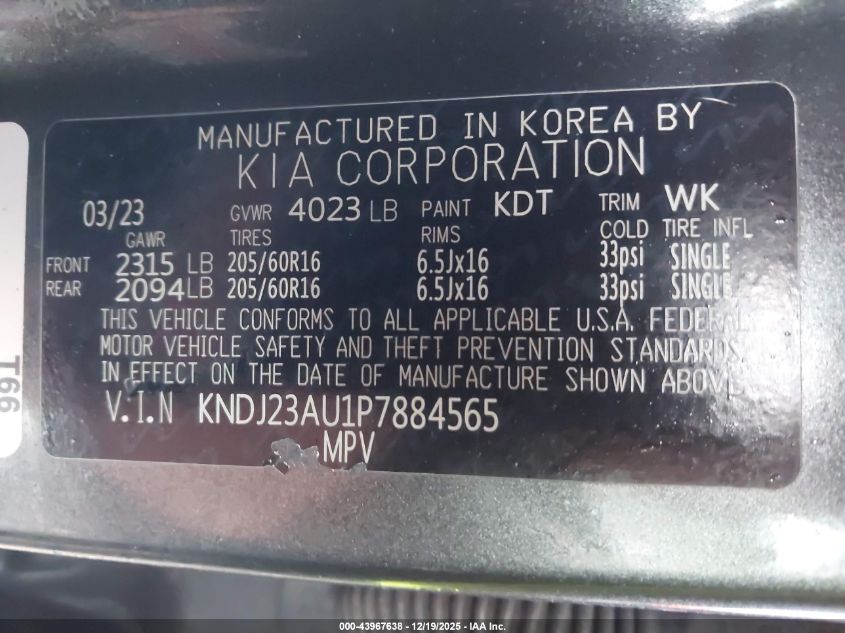 MANUFACTURED IN KOREA BY
KIA CORPORATION
03/23 GVWR 4023 LB PAINT KDT TRIM WK
GAWR TIRES RIMS COLD TIRE INFL
FRONT 2315 LB 205/60R16 6.5Jx16 33psi SINGLE
REAR 2094 LB 205/60R16 6.5Jx16 33psi SINGLE
THIS VEHICLE CONFORMS TO ALL APPLICABLE U.S.A. FEDERAL
MOTOR VEHICLE SAFETY AND THEFT PREVENTION STANDARDS
IN EFFECT ON THE DATE OF MANUFACTURE SHOWN ABOVE.
V.I.N KNDJ23AU1P7884565
MPV
66T
000-43967638 - 12/19/2025 - IAA Inc.